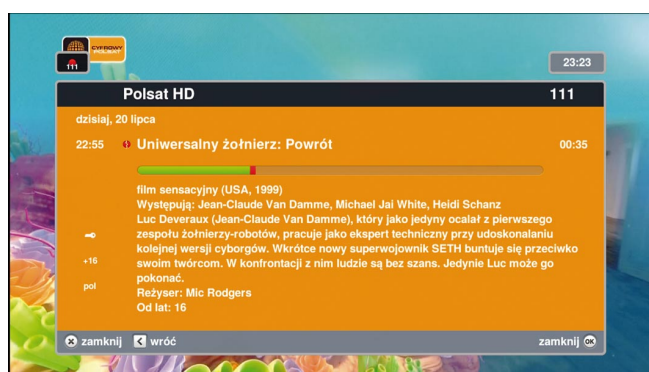 CYFROWY
POLSAT
111
23:23
Polsat HD 111
dzisiaj, 20 lipca
22:55 Uniwersalny żołnierz: Powrót 00:35
film sensacyjny (USA, 1999)
Występują: Jean-Claude Van Damme, Michael Jai White, Heidi Schanz
Luc Deveraux (Jean-Claude Van Damme), który jako jedyny ocalał z pierwszego
zespołu żołnierzy-robotów, pracuje jako ekspert techniczny przy udoskonalaniu
kolejnej wersji cyborgów. Wkrótce nowy superwojownik SETH buntuje się przeciwko
swoim twórcom. W konfrontacji z nim ludzie są bez szans. Jedynie Luc może go
pokonać.
Reżyser: Mic Rodgers
Od lat: 16
+16
pol
zamknij wróć zamknij OK